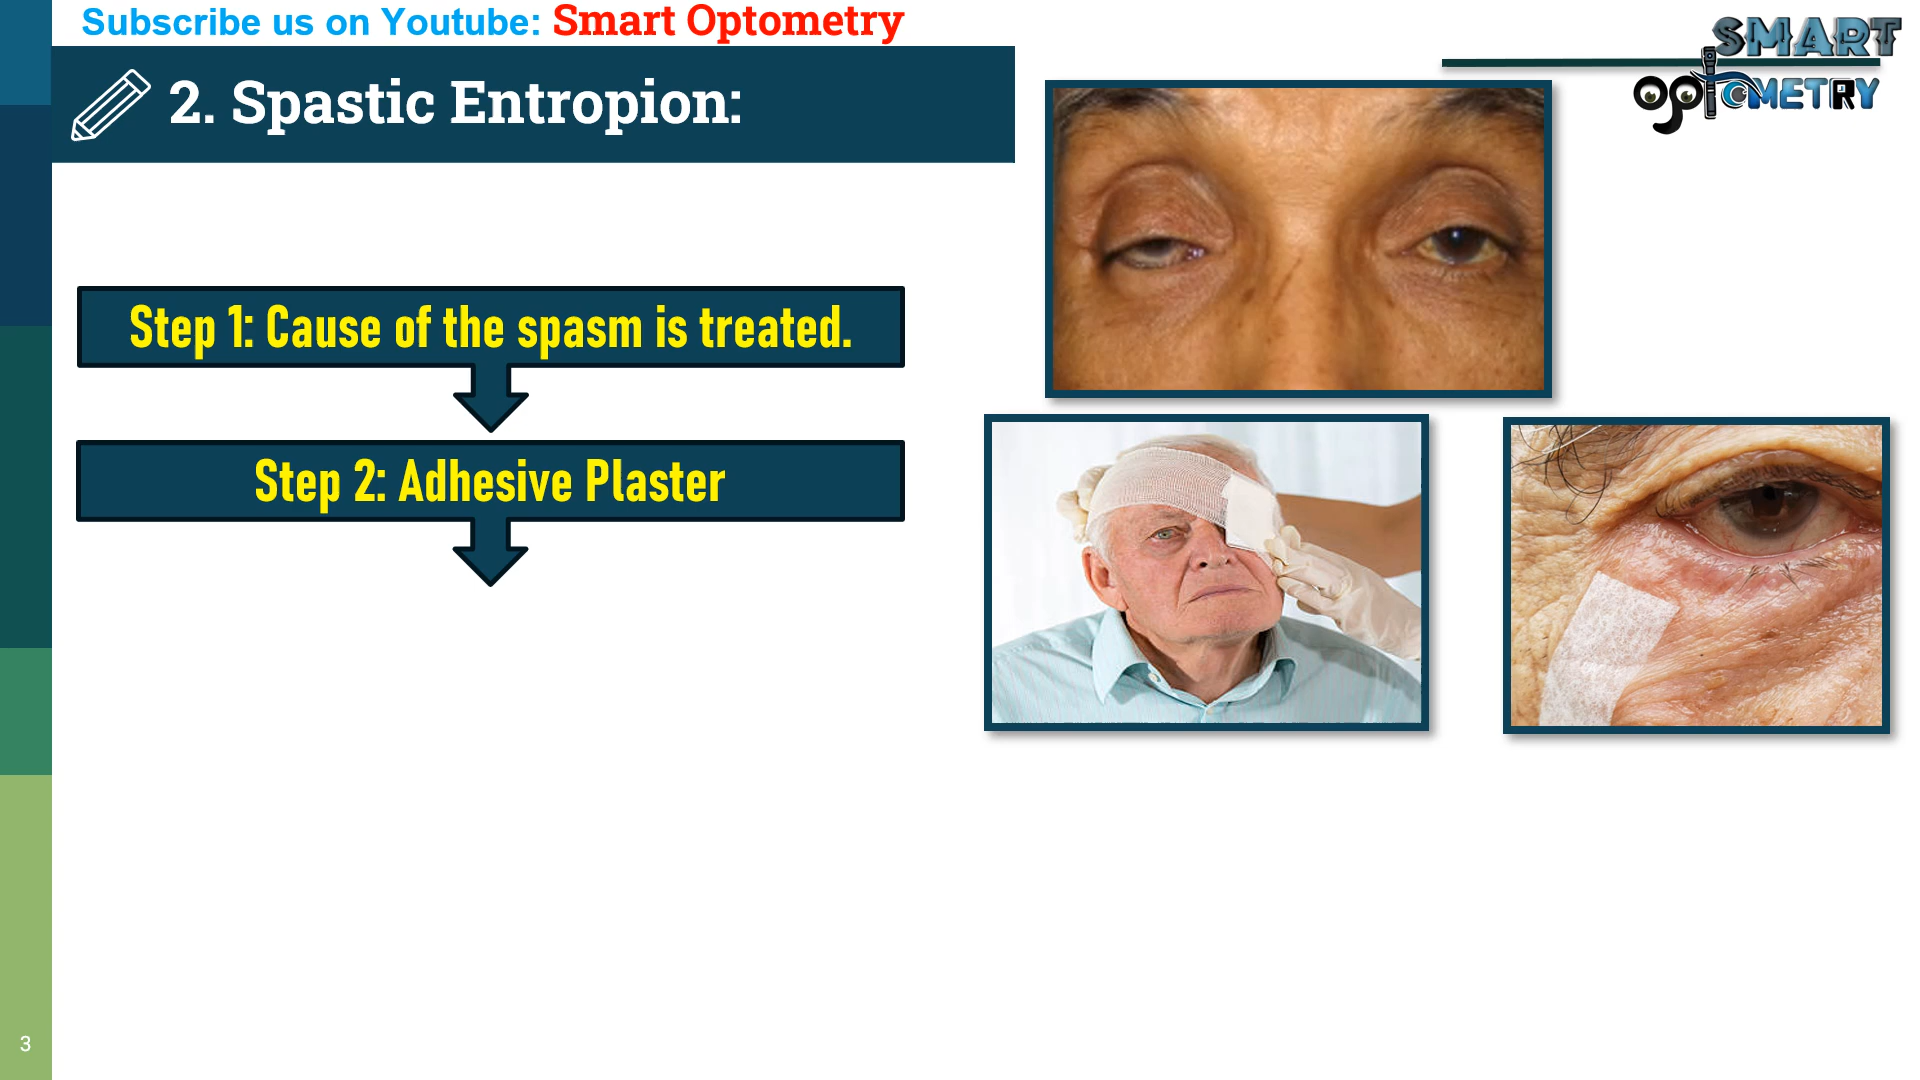 Subscribe us on Youtube: Smart Optometry
SMART
OptOMETRY
2. Spastic Entropion:
Step 1: Cause of the spasm is treated.
Step 2: Adhesive Plaster
3